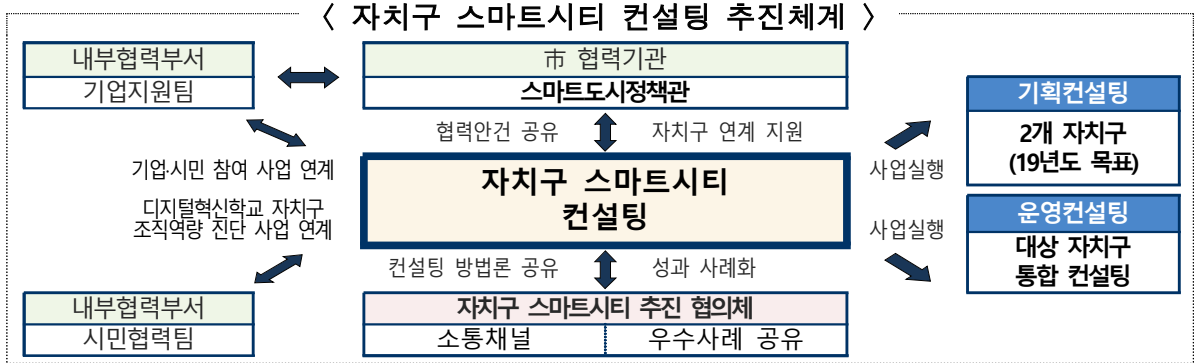 〈 자치구 스마트시티 컨설팅 추진체계 〉
내부협력부서
기업지원팀
市 협력기관
스마트도시정책관
협력안건 공유
자치구 연계 지원
기업·시민 참여 사업 연계
디지털혁신학교 자치구
조직역량 진단 사업 연계
자치구 스마트시티
컨설팅
사업실행
기획컨설팅
2개 자치구
(19년도 목표)
사업실행
운영컨설팅
대상 자치구
통합 컨설팅
컨설팅 방법론 공유
성과 사례화
내부협력부서
시민협력팀
자치구 스마트시티 추진 협의체
소통채널
우수사례 공유